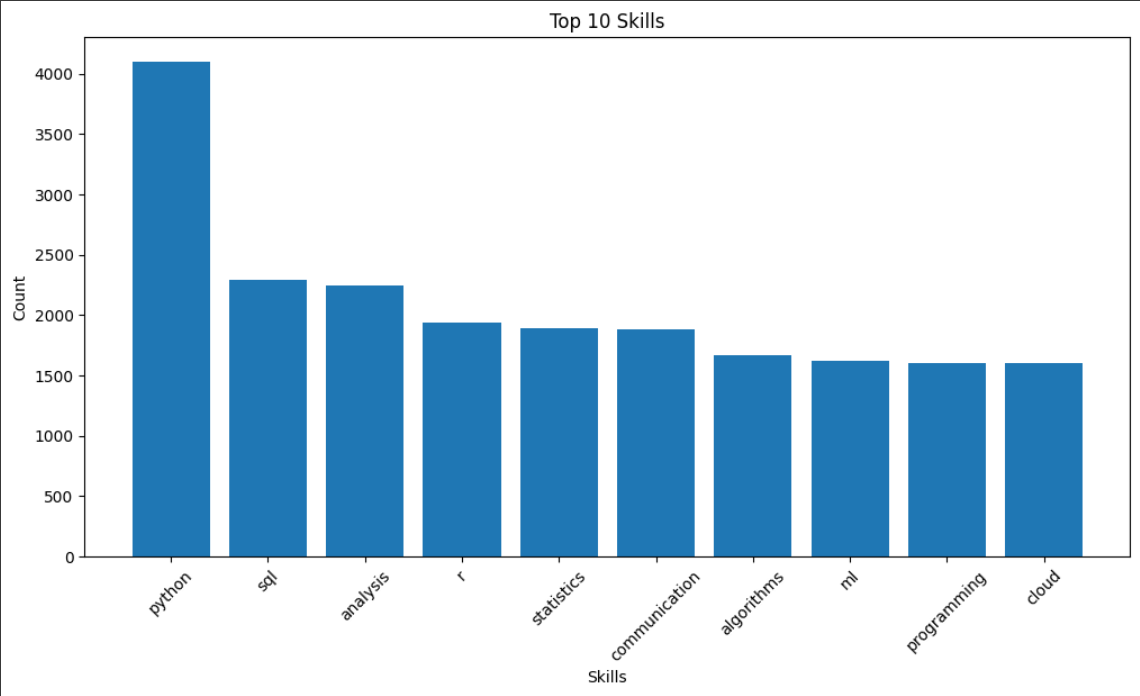 Top 10 Skills
Count
4000
3500
3000
2500
2000
1500
1000
500
0
python
sql
analysis
r
statistics
communication
algorithms
ml
programming
cloud
Skills